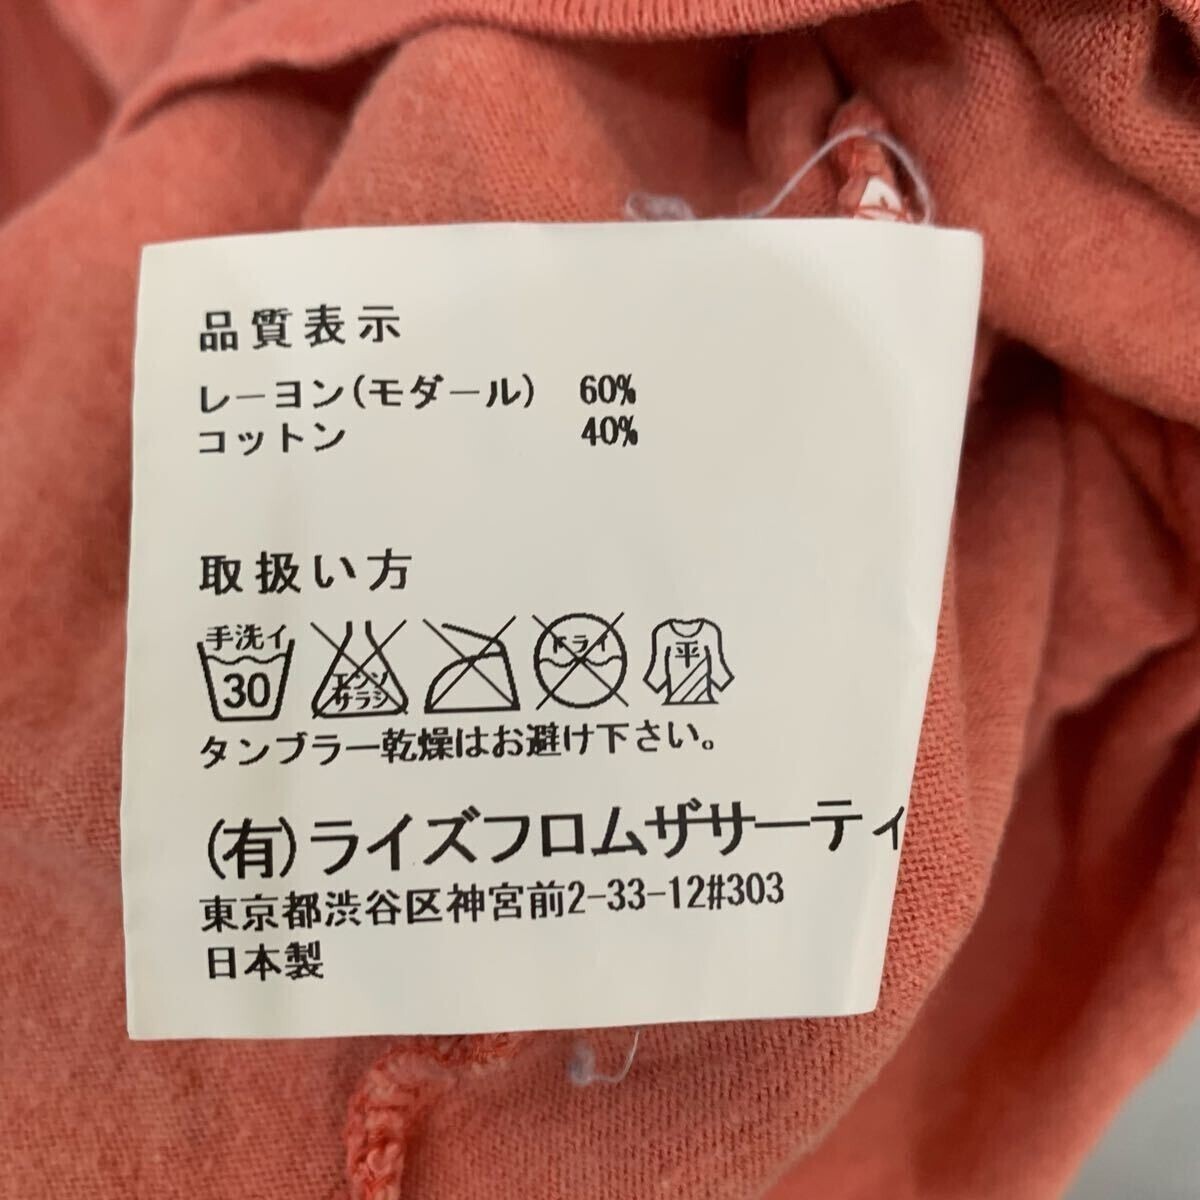 品質表示
レーヨン(モダール) 60%
コットン 40%
取扱い方
手洗イ
30
エンソ
サラシ
ドライ
平
タンブラー乾燥はお避け下さい。
(有)ライズフロムザサーティ
東京都渋谷区神宮前2-33-12#303
日本製